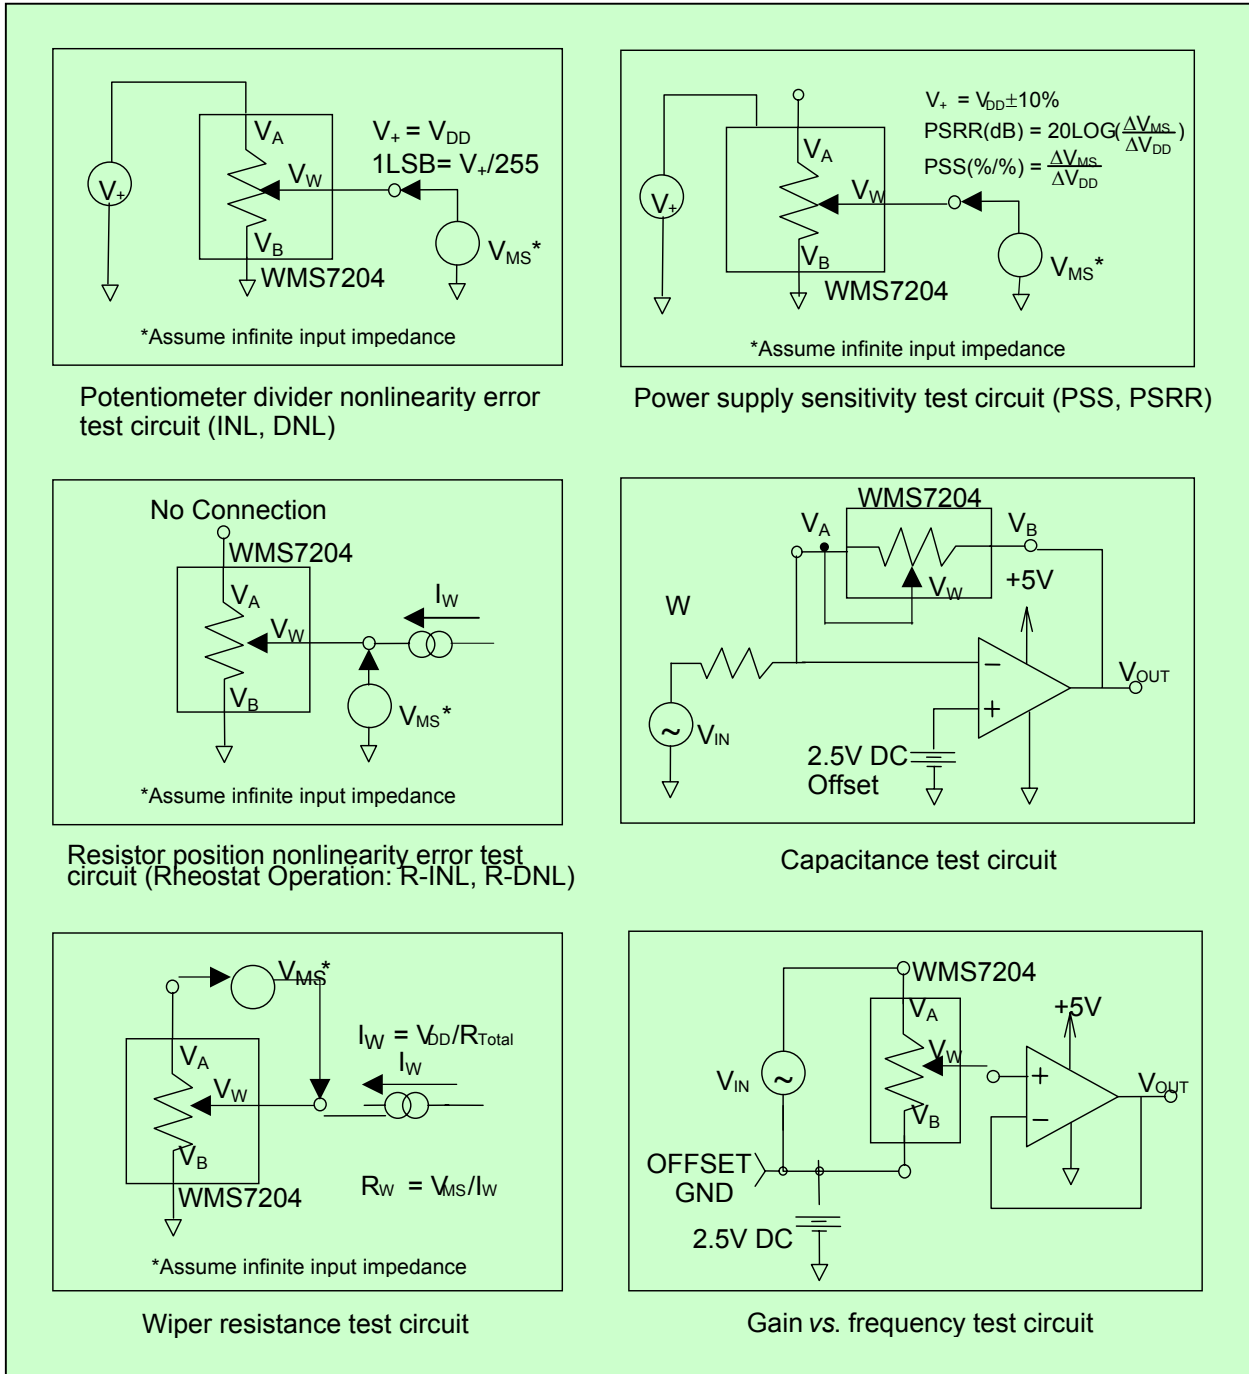 V+
VA
VW
VB
V+ = VDD
1LSB= V+/255
VMS*
WMS7204
*Assume infinite input impedance
Potentiometer divider nonlinearity error
test circuit (INL, DNL)
V+
VA
VW
VB
V+ = VDD±10%
PSRR(dB) = 20LOG(ΔVMS/ΔVDD)
PSS(%/%) = ΔVMS/ΔVDD
VMS*
WMS7204
*Assume infinite input impedance
Power supply sensitivity test circuit (PSS, PSRR)
No Connection
WMS7204
VA
VW
VB
IW
VMS*
*Assume infinite input impedance
Resistor position nonlinearity error test
circuit (Rheostat Operation: R-INL, R-DNL)
WMS7204
VA
VB
VW
+5V
W
−
+
VOUT
~
VIN
2.5V DC
Offset
Capacitance test circuit
VMS*
VA
VW
VB
IW = VDD/RTotal
IW
WMS7204
RW = VMS/IW
*Assume infinite input impedance
Wiper resistance test circuit
WMS7204
VA
VW
VB
+5V
VIN
~
+
−
VOUT
OFFSET
GND
2.5V DC
Gain vs. frequency test circuit